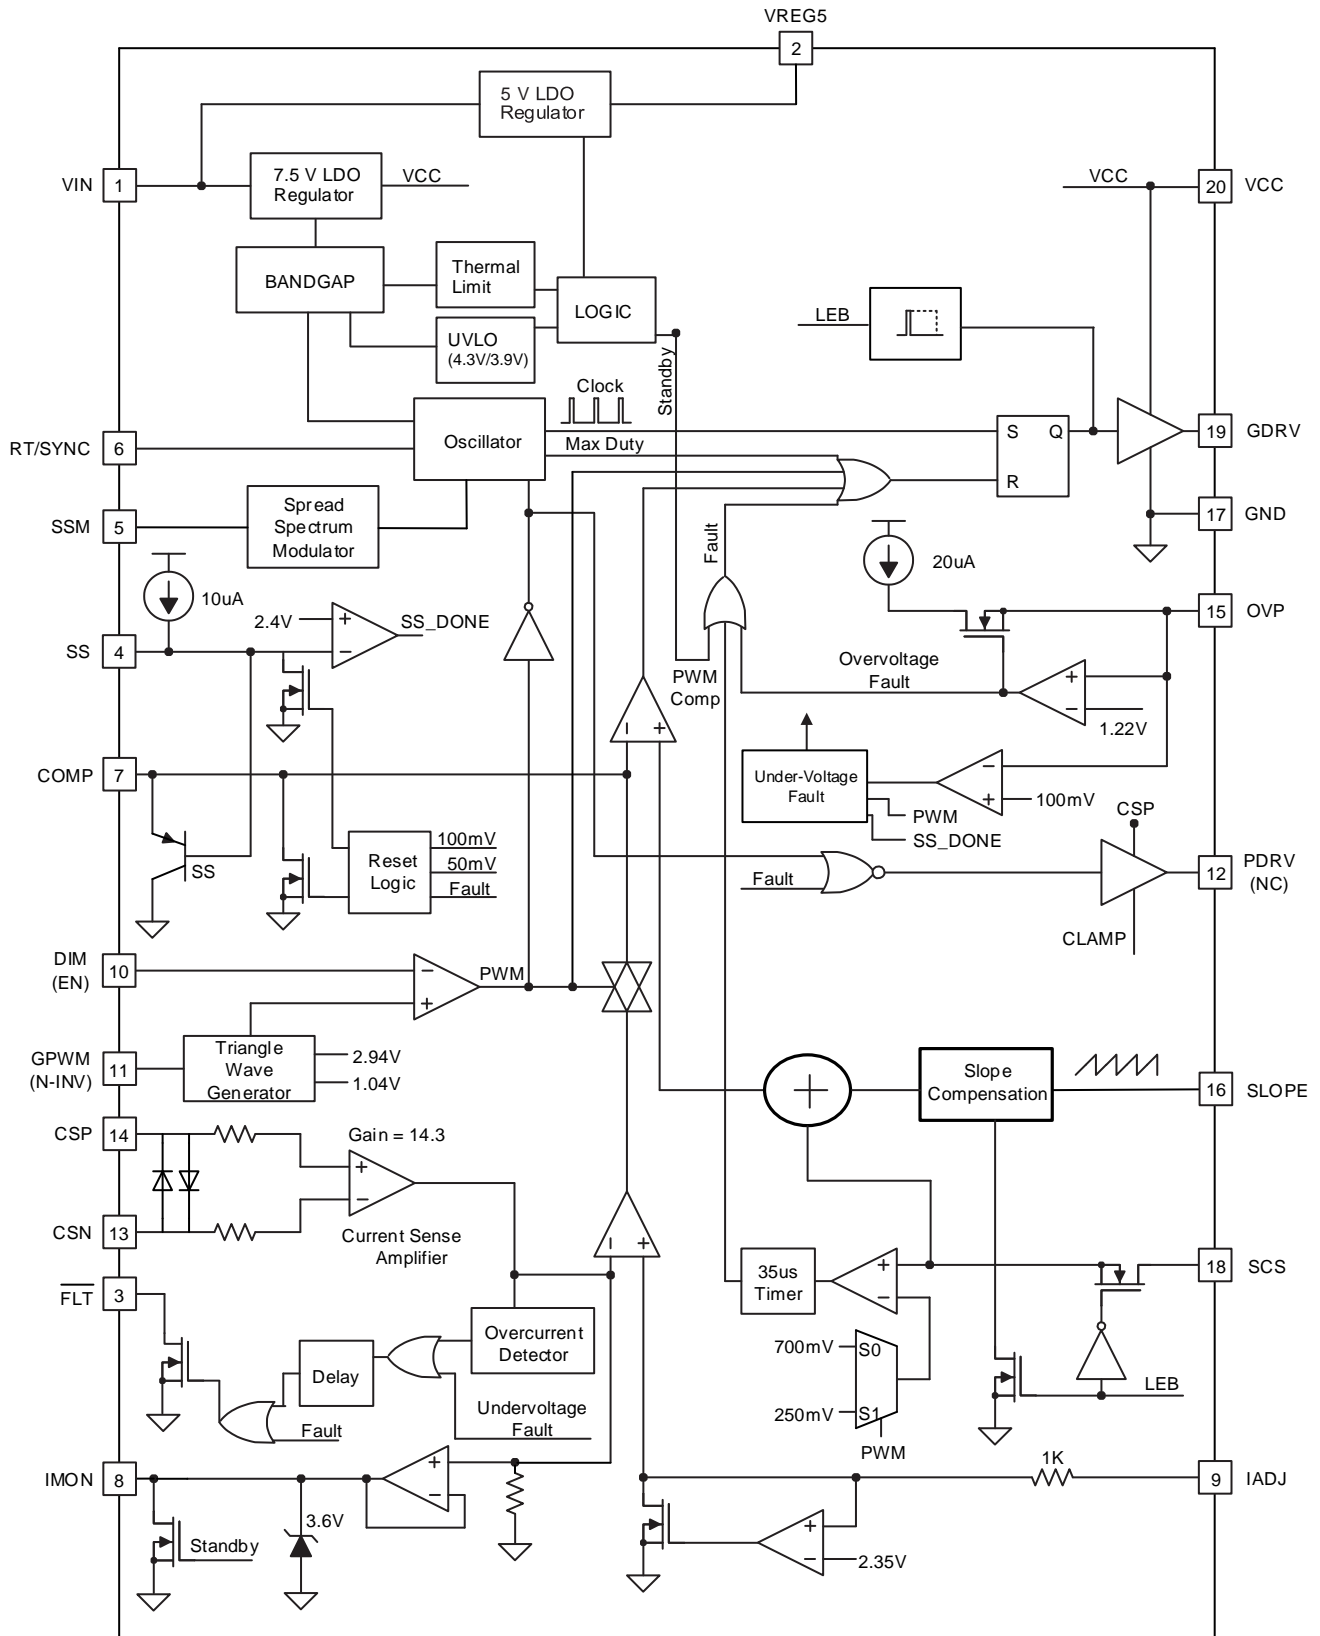 VREG5
2
5 V LDO
Regulator
VIN
1
7.5 V LDO
Regulator
VCC
VCC
20
VCC
BANDGAP
Thermal
Limit
LOGIC
UVLO
(4.3V/3.9V)
LEB
Standby
Clock
RT/SYNC
6
Oscillator
Max Duty
S
Q
R
19
GDRV
SSM
5
Spread
Spectrum
Modulator
17
GND
Fault
10uA
20uA
2.4V
+
−
SS_DONE
SS
4
15
OVP
PWM
Comp
Overvoltage
Fault
+
−
1.22V
−
+
COMP
7
Under-Voltage
Fault
−
+
100mV
PWM
SS_DONE
CSP
SS
Reset
Logic
100mV
50mV
Fault
Fault
12
PDRV
(NC)
CLAMP
DIM
(EN)
10
−
+
PWM
GPWM
(N-INV)
11
Triangle
Wave
Generator
2.94V
1.04V
+
Slope
Compensation
16
SLOPE
CSP
14
Gain = 14.3
+
−
CSN
13
Current Sense
Amplifier
−
+
FLT
3
35us
Timer
+
−
18
SCS
Overcurrent
Detector
Delay
700mV
S0
250mV
S1
PWM
LEB
Undervoltage
Fault
Fault
IMON
8
+
−
1K
9
IADJ
3.6V
Standby
+
−
2.35V